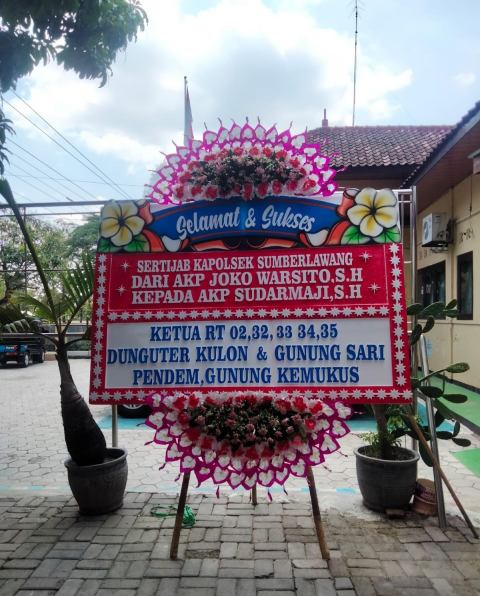 Selamat & Sukses
SERTIJAB KAPOLSEK SUMBERLAWANG
DARI AKP JOKO WARSITO,S.H
KEPADA AKP SUDARMAJI,S.H
KETUA RT 02,32, 33 34,35
DUNGUTER KULON & GUNUNG SARI
PENDEM,GUNUNG KEMUKUS